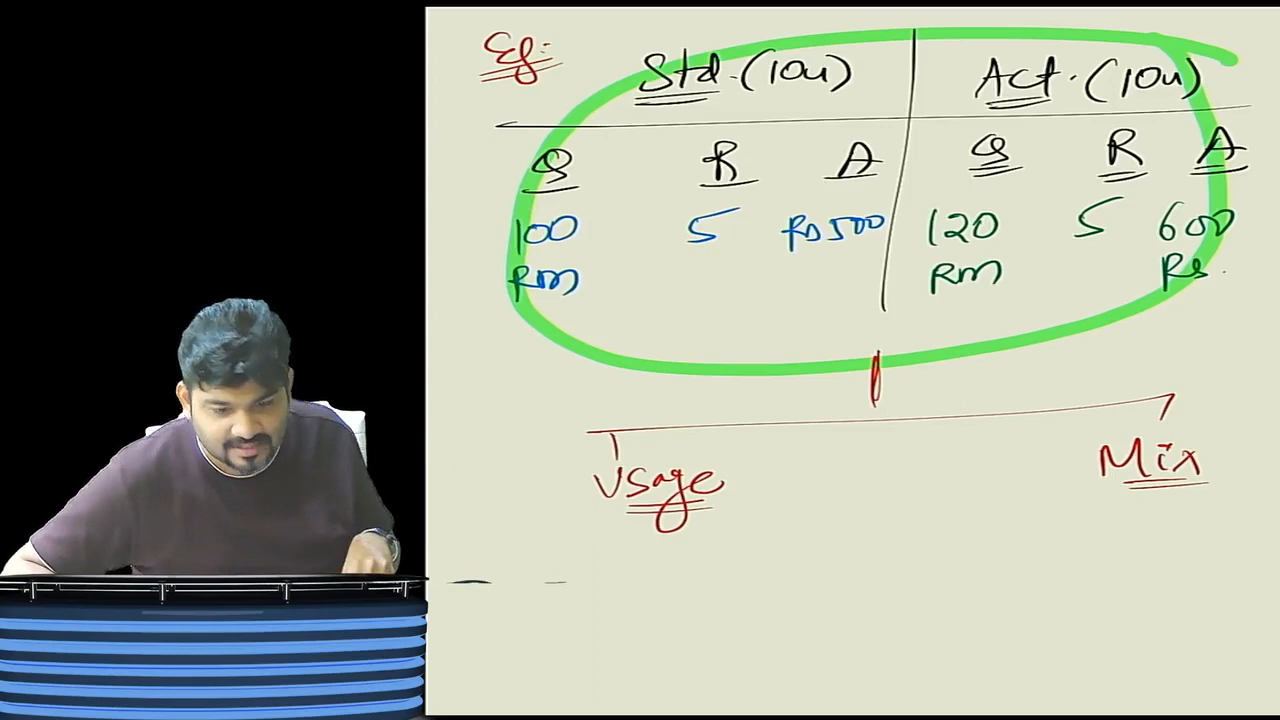 Eg:-
Std. (10u) Act. (10u)
Q R A Q R A
100 5 Rs 500 120 5 600
RM RM Rs.
Usage Mix